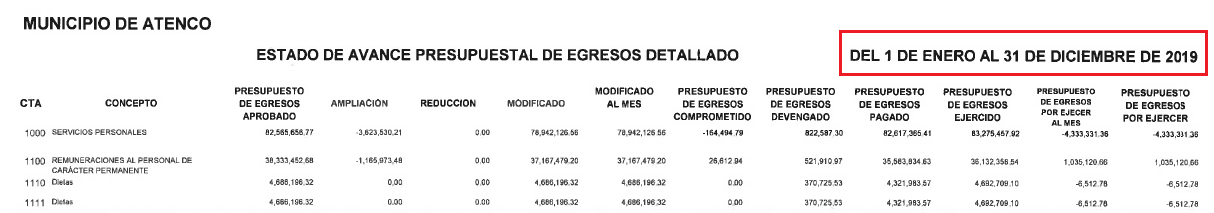 MUNICIPIO DE ATENCO
ESTADO DE AVANCE PRESUPUESTAL DE EGRESOS DETALLADO DEL 1 DE ENERO AL 31 DE DICIEMBRE DE 2019
CTA CONCEPTO PRESUPUESTO DE EGRESOS APROBADO AMPLIACIÓN REDUCCION MODIFICADO MODIFICADO AL MES PRESUPUESTO DE EGRESOS COMPROMETIDO PRESUPUESTO DE EGRESOS DEVENGADO PRESUPUESTO DE EGRESOS PAGADO PRESUPUESTO DE EGRESOS EJERCIDO PRESUPUESTO DE EGRESOS POR EJECER AL MES PRESUPUESTO DE EGRESOS POR EJERCER
1000 SERVICIOS PERSONALES 82,565,656.77 -3,623,530.21 0.00 78,942,126.56 78,942,126.56 -164,494.79 822,587.30 82,617,365.41 83,275,457.92 -4,333,331.36 -4,333,331.36
1100 REMUNERACIONES AL PERSONAL DE CARÁCTER PERMANENTE 38,333,452.68 -1,165,973.48 0.00 37,167,479.20 37,167,479.20 26,612.94 521,910.97 35,583,834.63 36,132,358.54 1,035,120.66 1,035,120.66
1110 Dietas 4,686,196.32 0.00 0.00 4,686,196.32 4,686,196.32 0.00 370,725.53 4,321,983.57 4,692,709.10 -6,512.78 -6,512.78
1111 Dietas 4,686,196.32 0.00 0.00 4,686,196.32 4,686,196.32 0.00 370,725.53 4,321,983.57 4,692,709.10 -6,512.78 -6,512.78